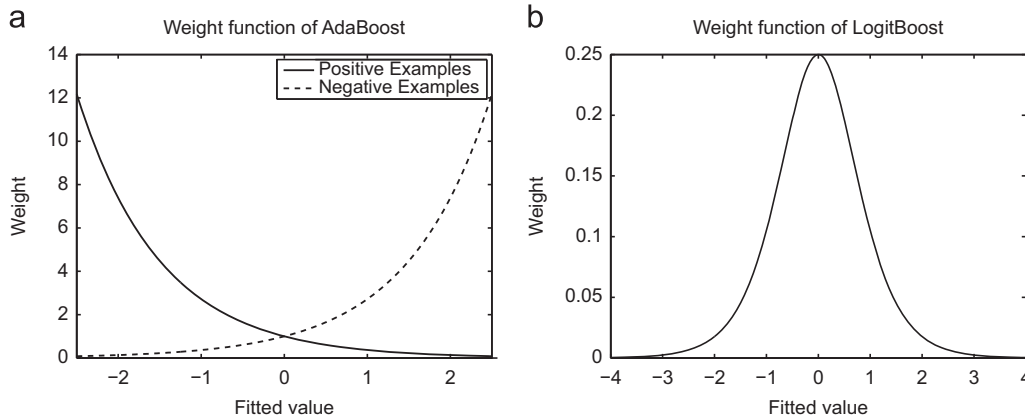 a
Weight function of AdaBoost
14
12
10
8
6
4
2
0
Weight
Positive Examples
Negative Examples
−2 −1 0 1 2
Fitted value
b
Weight function of LogitBoost
0.25
0.2
0.15
0.1
0.05
0
Weight
−4 −3 −2 −1 0 1 2 3 4
Fitted value